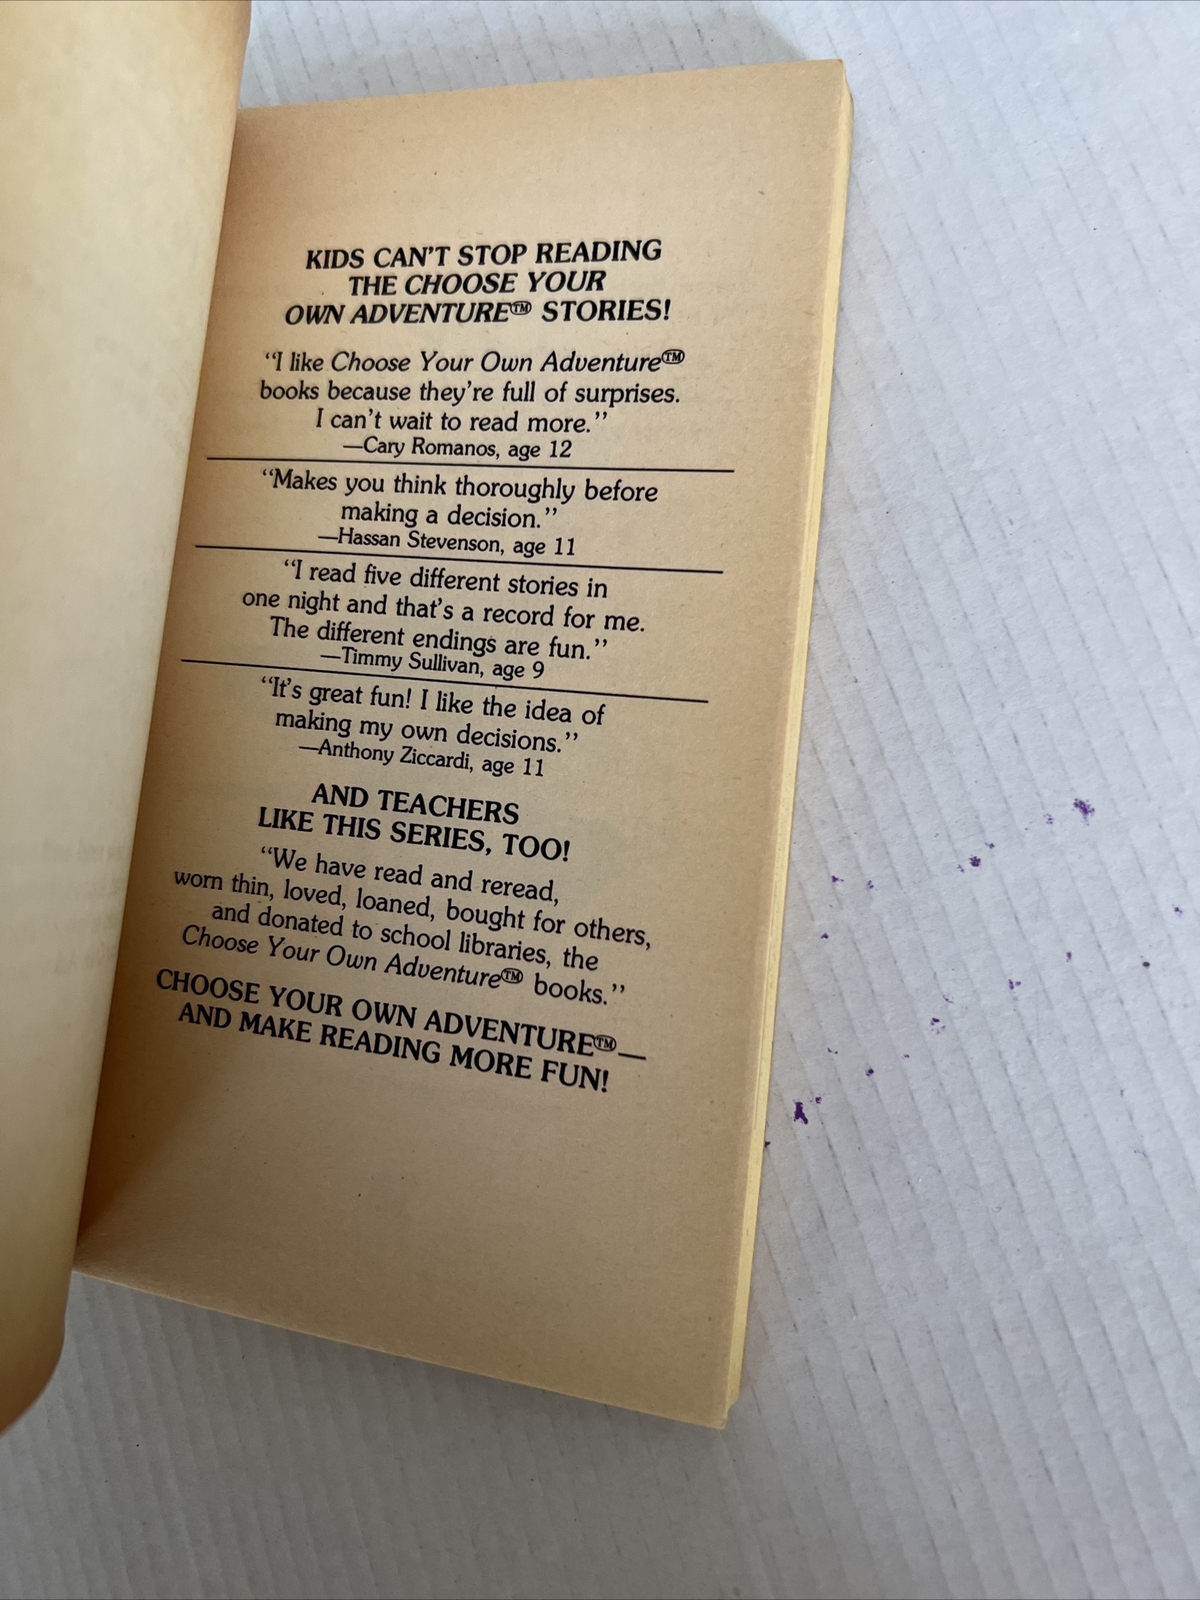 KIDS CAN'T STOP READING
THE CHOOSE YOUR
OWN ADVENTURE™ STORIES!
“I like Choose Your Own Adventure™
books because they're full of surprises.
I can't wait to read more.”
—Cary Romanos, age 12
“Makes you think thoroughly before
making a decision.”
—Hassan Stevenson, age 11
“I read five different stories in
one night and that's a record for me.
The different endings are fun.”
—Timmy Sullivan, age 9
“It's great fun! I like the idea of
making my own decisions.”
—Anthony Ziccardi, age 11
AND TEACHERS
LIKE THIS SERIES, TOO!
“We have read and reread,
worn thin, loved, loaned, bought for others,
and donated to school libraries, the
Choose Your Own Adventure™ books.”
CHOOSE YOUR OWN ADVENTURE™—
AND MAKE READING MORE FUN!